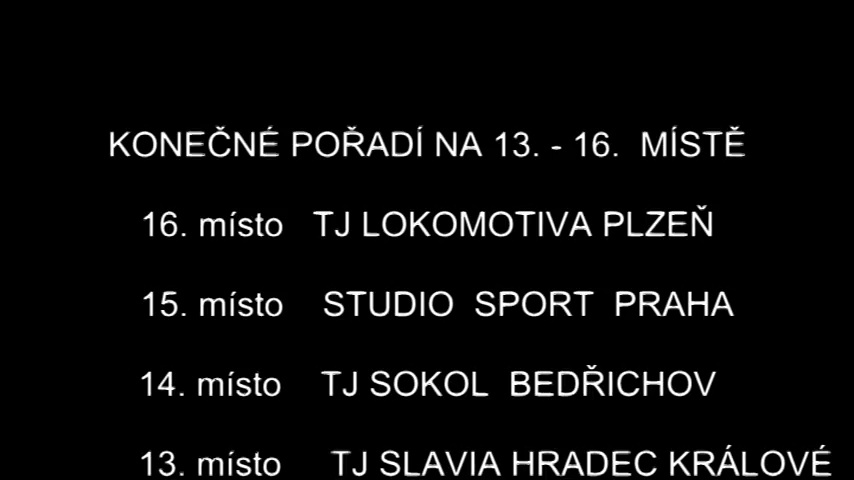 KONEČNÉ POŘADÍ NA 13. - 16. MÍSTĚ
16. místo TJ LOKOMOTIVA PLZEŇ
15. místo STUDIO SPORT PRAHA
14. místo TJ SOKOL BEDŘICHOV
13. místo TJ SLAVIA HRADEC KRÁLOVÉ